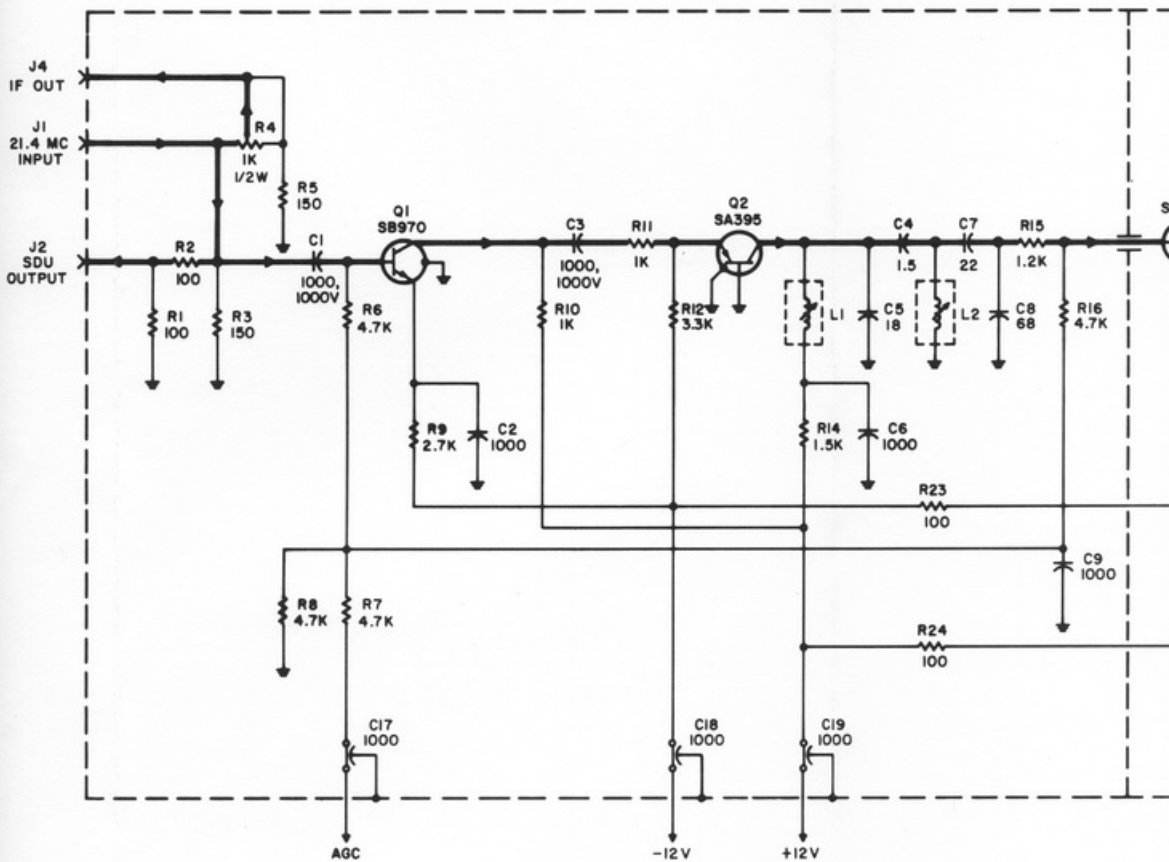 J4
IF OUT
J1
21.4 MC
INPUT
R4
1K
1/2W
R5
150
J2
SDU
OUTPUT
R2
100
R1
100
R3
150
C1
1000,
1000V
Q1
SB970
R6
4.7K
C3
1000,
1000V
R11
1K
Q2
SA395
R10
1K
R12
3.3K
L1
C5
18
C4
1.5
L2
C7
22
C8
68
R15
1.2K
R16
4.7K
S
R9
2.7K
C2
1000
R14
1.5K
C6
1000
R23
100
C9
1000
R8
4.7K
R7
4.7K
R24
100
C17
1000
C18
1000
C19
1000
AGC
-12V
+12V